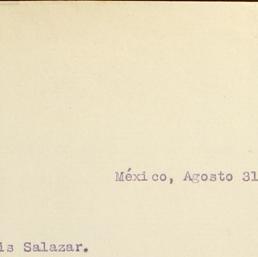 México, Agosto 31
is Salazar.